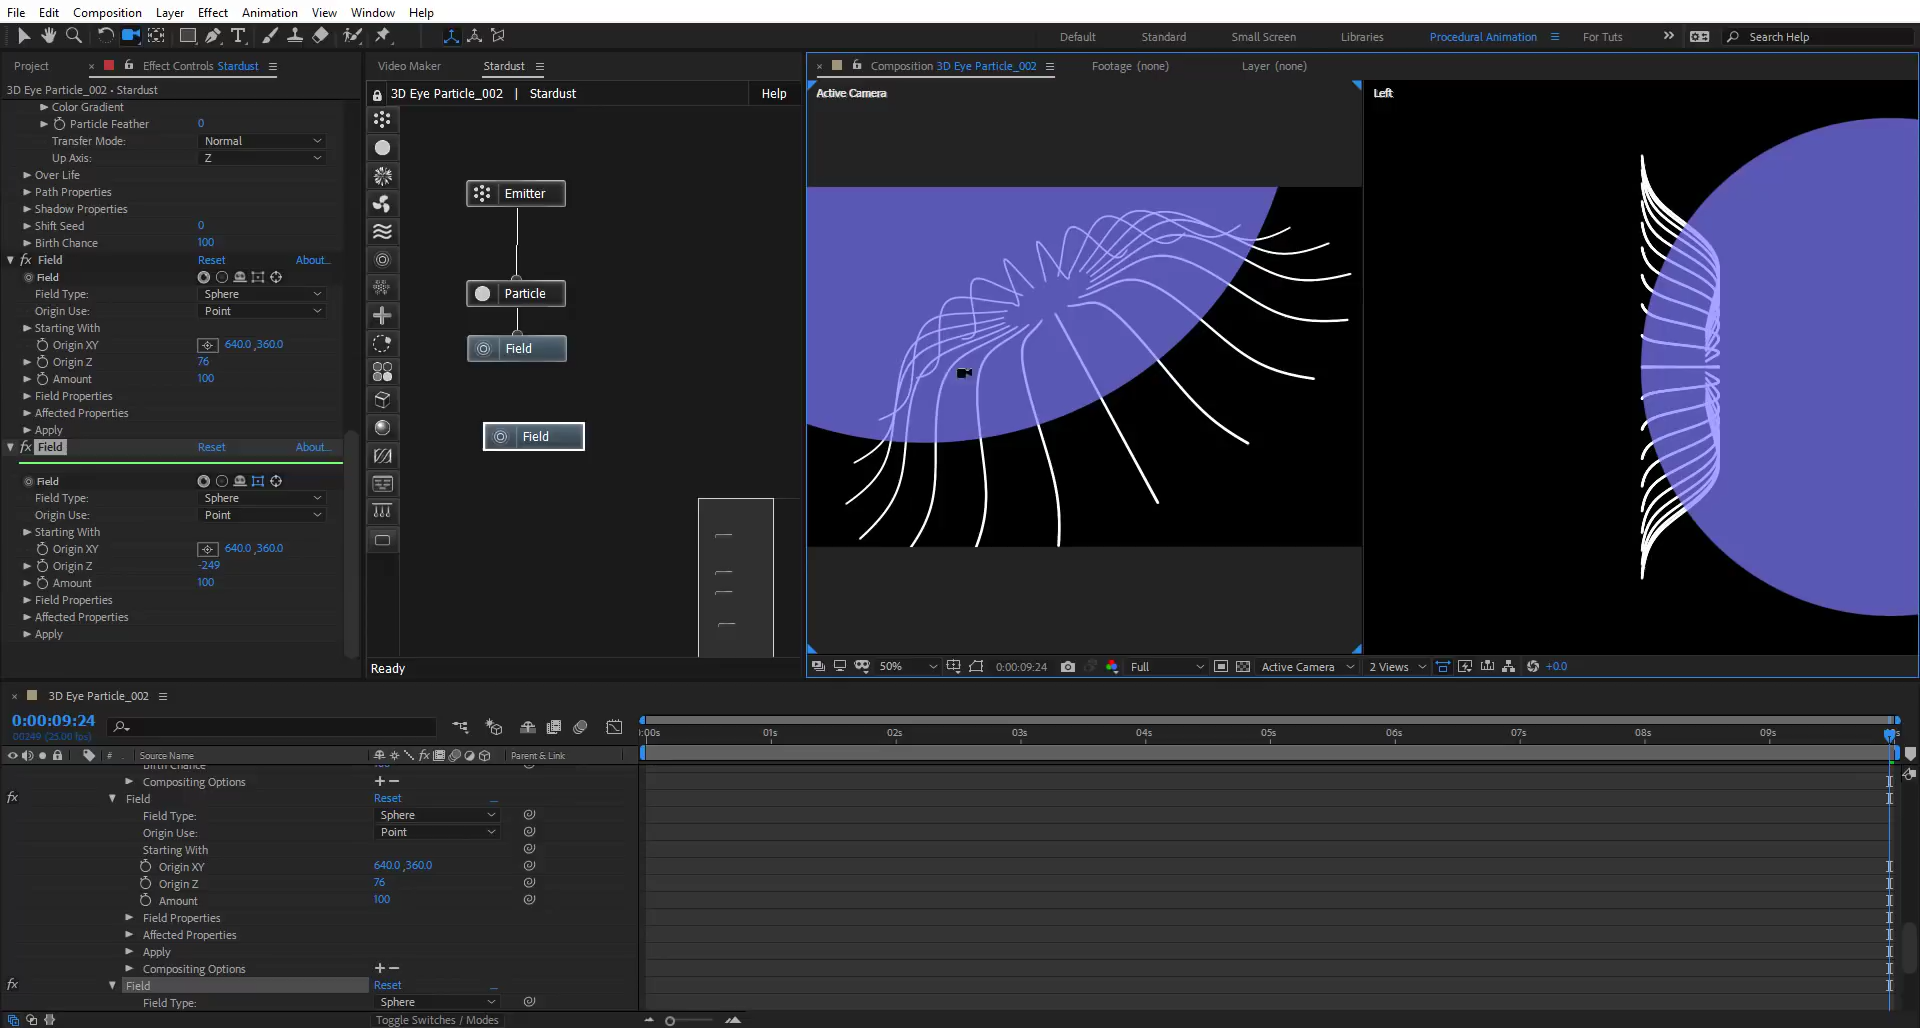 File Edit Composition Layer Effect Animation View Window Help
Default Standard Small Screen Libraries Procedural Animation For Tuts Search Help
Project Effect Controls Stardust
3D Eye Particle_002 • Stardust
Color Gradient
Particle Feather 0
Transfer Mode: Normal
Up Axis: Z
Over Life
Path Properties
Shadow Properties
Shift Seed 0
Birth Chance 100
fx Field Reset About...
Field
Field Type: Sphere
Origin Use: Point
Starting With
Origin XY 640.0 ,360.0
Origin Z 76
Amount 100
Field Properties
Affected Properties
Apply
fx Field Reset About...
Field
Field Type: Sphere
Origin Use: Point
Starting With
Origin XY 640.0 ,360.0
Origin Z -249
Amount 100
Field Properties
Affected Properties
Apply
Video Maker Stardust
3D Eye Particle_002 | Stardust Help
Emitter
Particle
Field
Field
Ready
Composition 3D Eye Particle_002 Footage (none) Layer (none)
Active Camera
Left
50% 0:00:09:24 Full Active Camera 2 Views +0.0
3D Eye Particle_002
0:00:09:24
00249 (25.00 fps)
# . Source Name fx Parent & Link
:00s 01s 02s 03s 04s 05s 06s 07s 08s 09s
Birth Chance
Compositing Options + −
fx Field Reset
Field Type: Sphere
Origin Use: Point
Starting With
Origin XY 640.0 ,360.0
Origin Z 76
Amount 100
Field Properties
Affected Properties
Apply
Compositing Options + −
fx Field Reset
Field Type: Sphere
Toggle Switches / Modes